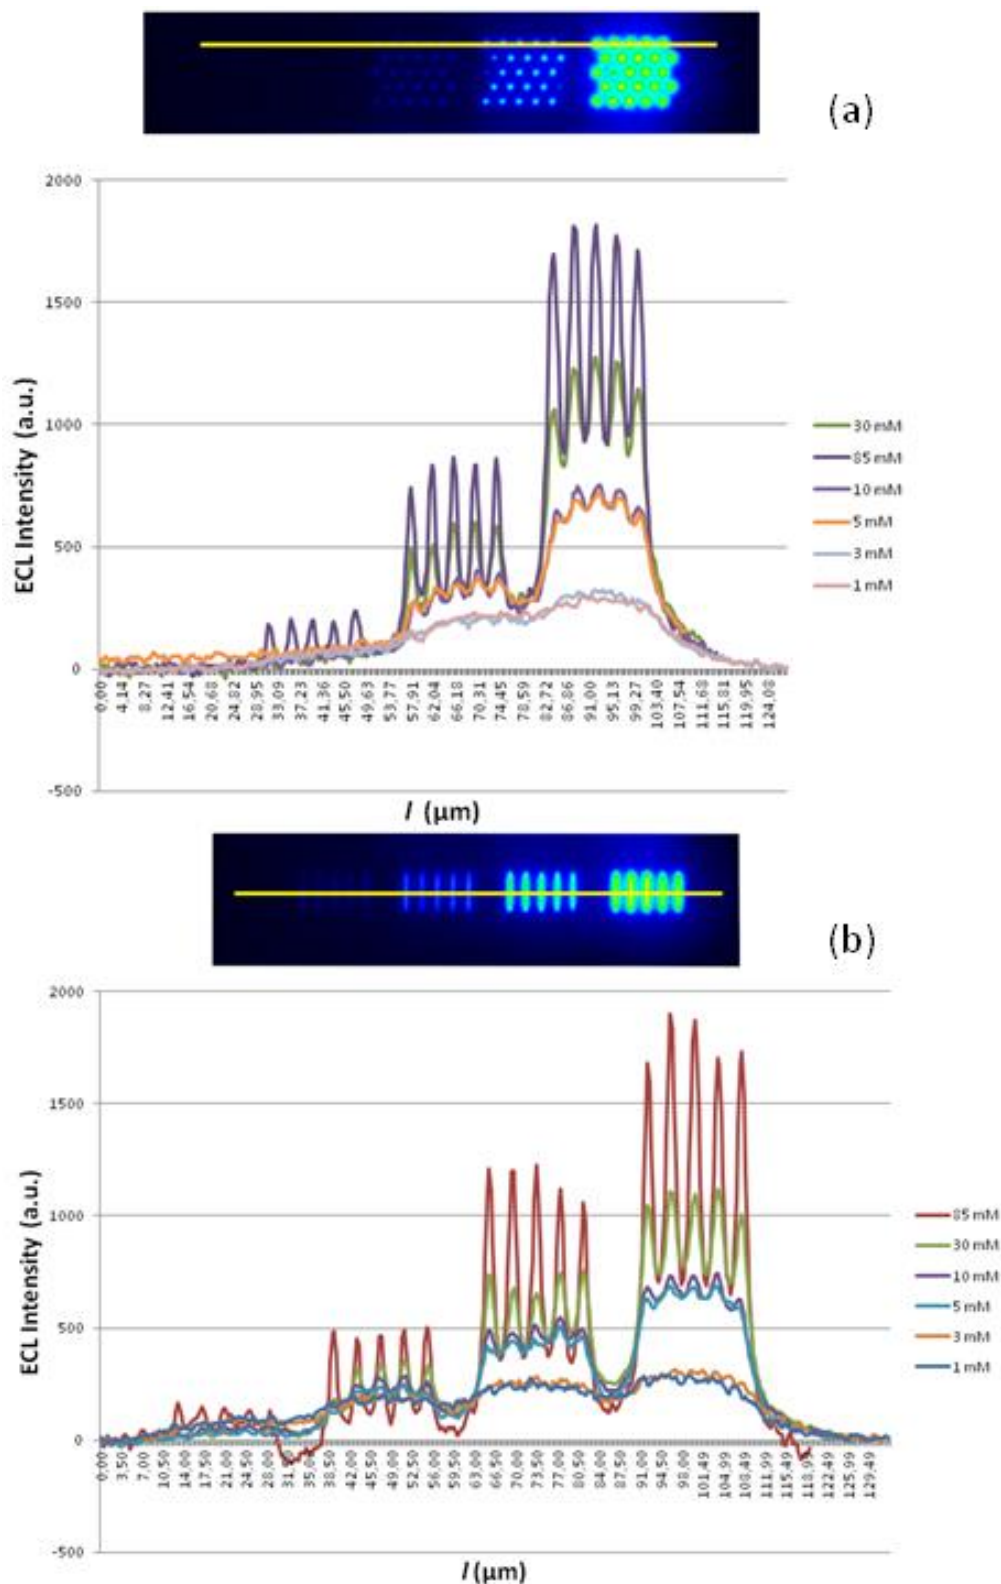 (a)
2000
1500
1000
500
0
-500
ECL Intensity (a.u.)
0,00 4,14 8,27 12,41 16,54 20,68 24,82 28,95 33,09 37,23 41,36 45,50 49,63 53,77 57,91 62,04 66,18 70,31 74,45 78,59 82,72 86,86 91,00 95,13 99,27 103,40 107,54 111,68 115,81 119,95 124,08
l (µm)
30 mM
85 mM
10 mM
5 mM
3 mM
1 mM
(b)
2000
1500
1000
500
0
-500
ECL Intensity (a.u.)
0,00 3,50 7,00 10,50 14,00 17,50 21,00 24,50 28,00 31,50 35,00 38,50 42,00 45,50 49,00 52,50 56,00 59,50 63,00 66,50 70,00 73,50 77,00 80,50 84,00 87,50 91,00 94,50 98,00 101,49 104,99 108,49 111,99 115,49 118,99 122,49 125,99 129,49
l (µm)
85 mM
30 mM
10 mM
5 mM
3 mM
1 mM